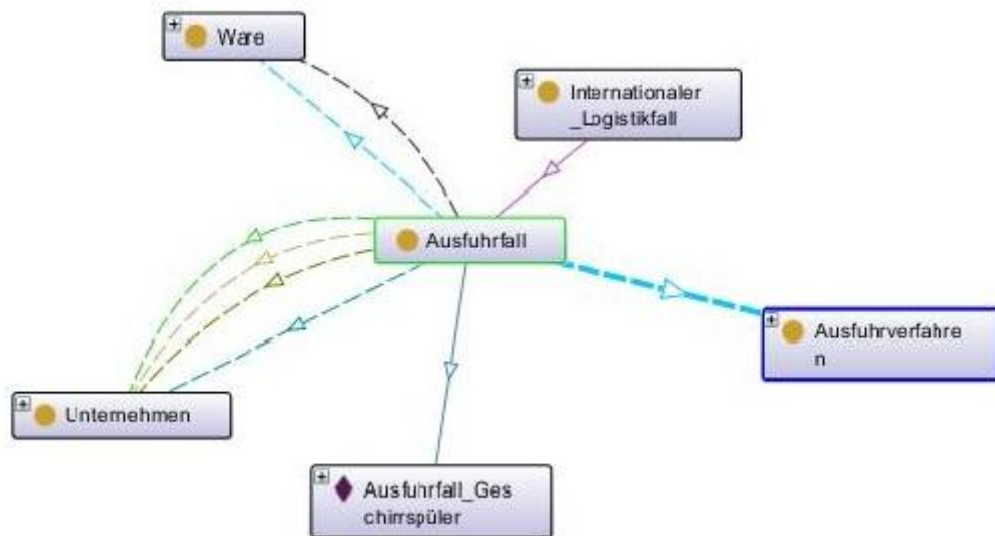 Ware
Internationaler
_Logistikfall
Ausfuhrfall
Ausfuhrverfahre
n
Unternehmen
Ausfuhrfall_Ges
chirrspüler